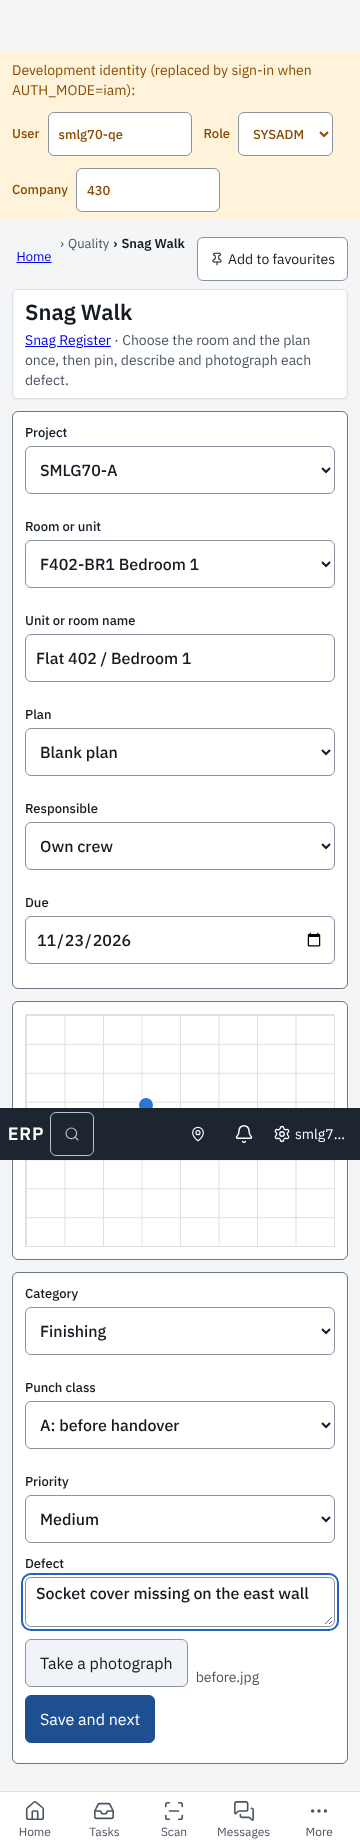 Development identity (replaced by sign-in when
AUTH_MODE=iam):
User smlg70-qe Role SYSADM
Company 430
Home › Quality › Snag Walk
Add to favourites
Snag Walk
Snag Register · Choose the room and the plan
once, then pin, describe and photograph each
defect.
Project
SMLG70-A
Room or unit
F402-BR1 Bedroom 1
Unit or room name
Flat 402 / Bedroom 1
Plan
Blank plan
Responsible
Own crew
Due
11/23/2026
ERP smlg7...
Category
Finishing
Punch class
A: before handover
Priority
Medium
Defect
Socket cover missing on the east wall
Take a photograph before.jpg
Save and next
Home Tasks Scan Messages More